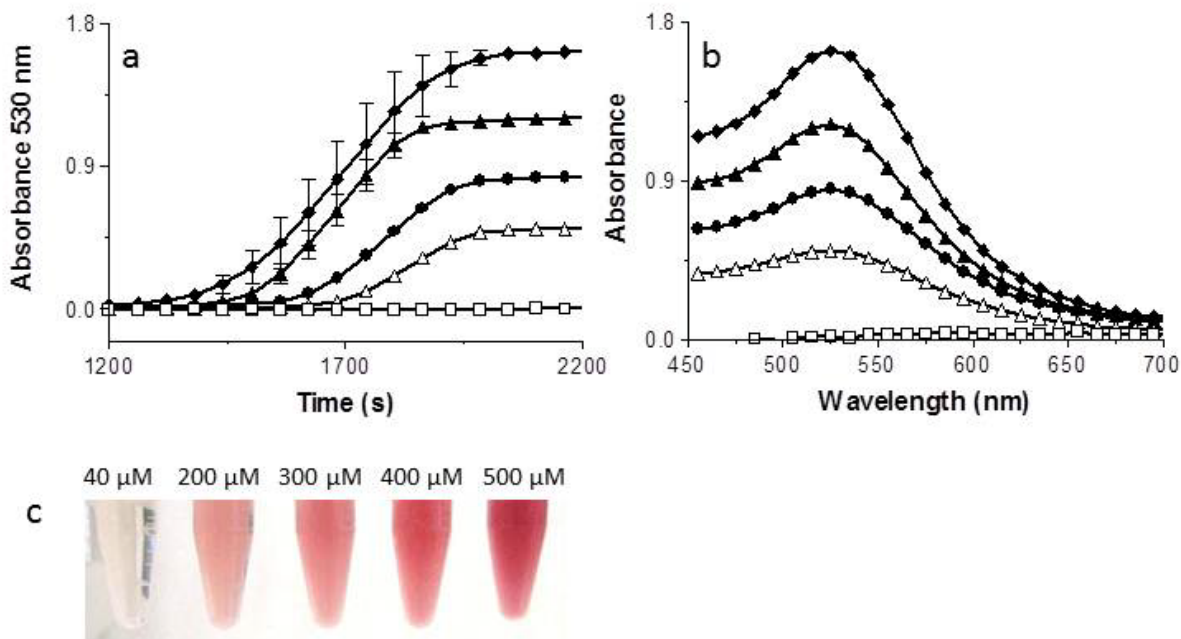 a
b
1.8
0.9
0.0
Absorbance 530 nm
1200
1700
2200
Time (s)
1.8
0.9
0.0
Absorbance
450
500
550
600
650
700
Wavelength (nm)
c
40 µM
200 µM
300 µM
400 µM
500 µM